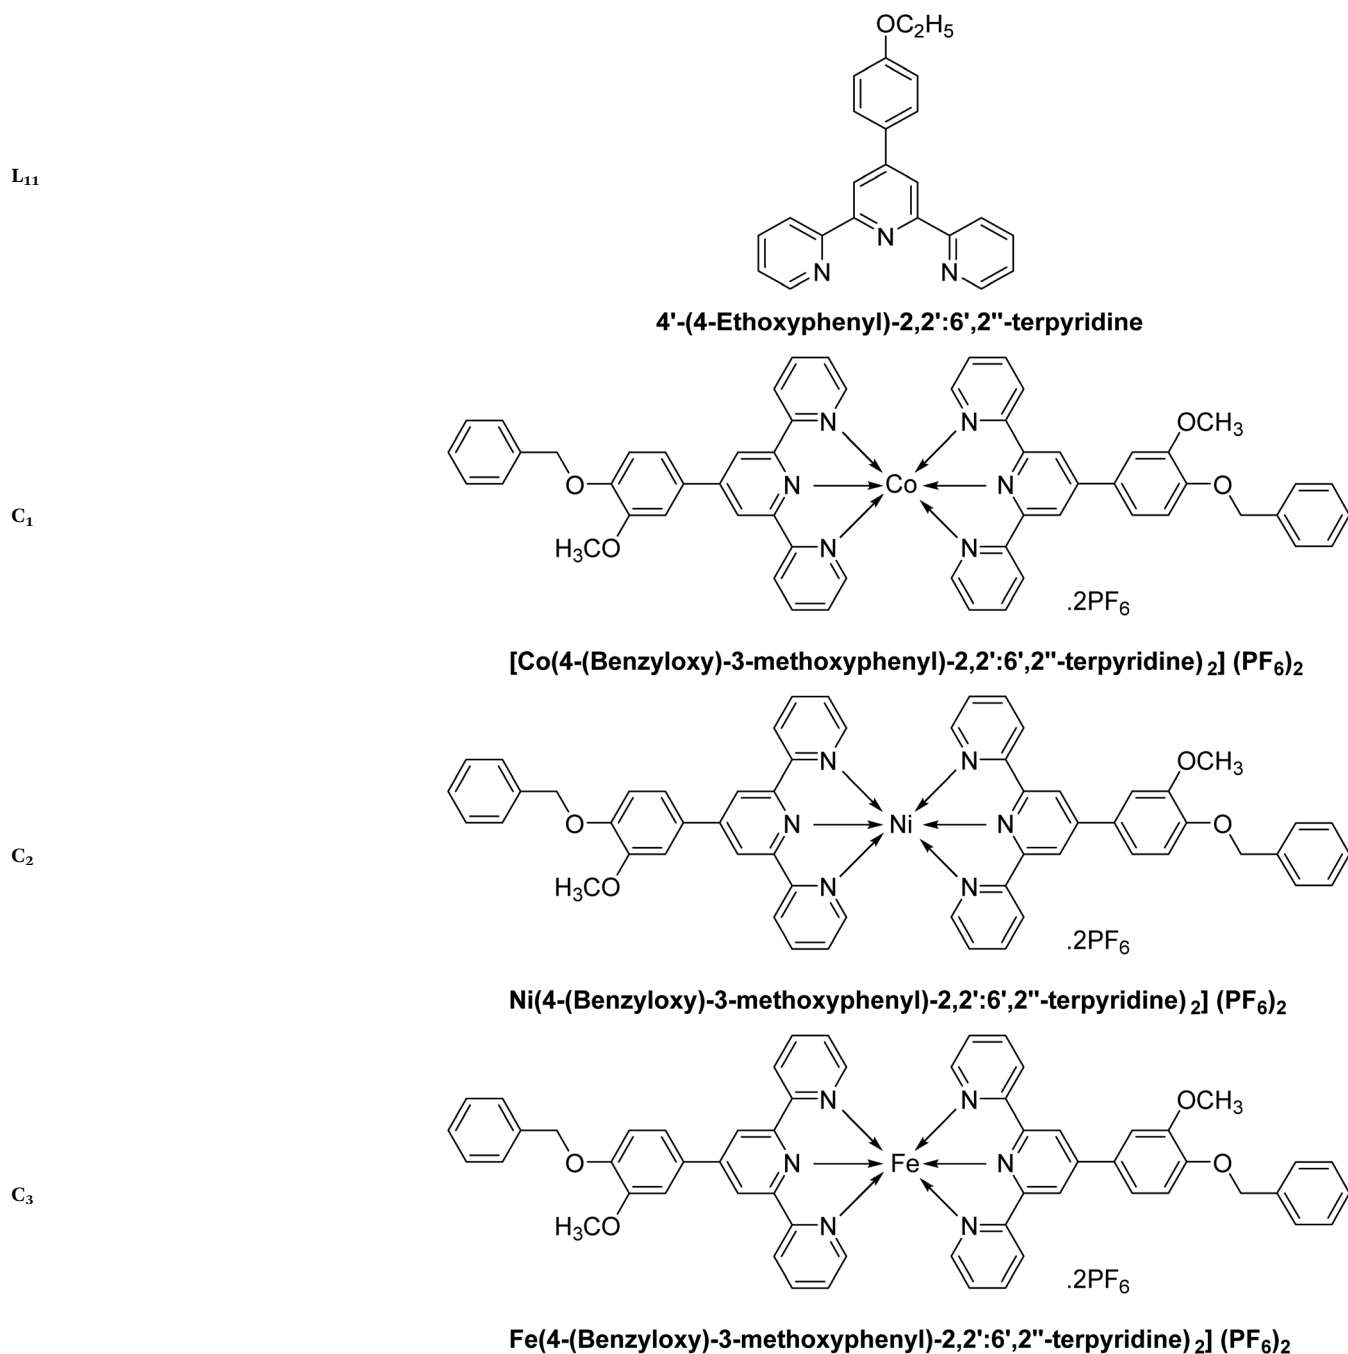 OC2H5
L11
N
N
N
4'-(4-Ethoxyphenyl)-2,2':6',2''-terpyridine
N N
OCH3
O N Co N O
C1
H3CO N N
.2PF6
[Co(4-(Benzyloxy)-3-methoxyphenyl)-2,2':6',2''-terpyridine) 2] (PF6)2
N N
OCH3
O N Ni N O
C2
H3CO N N
.2PF6
Ni(4-(Benzyloxy)-3-methoxyphenyl)-2,2':6',2''-terpyridine) 2] (PF6)2
N N
OCH3
O N Fe N O
C3
H3CO N N
.2PF6
Fe(4-(Benzyloxy)-3-methoxyphenyl)-2,2':6',2''-terpyridine) 2] (PF6)2